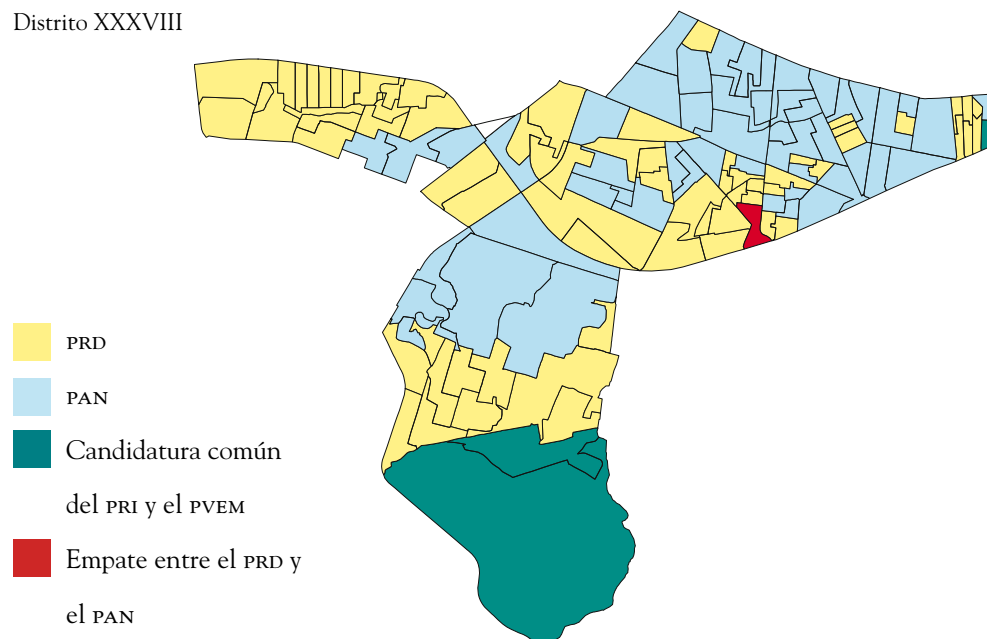 Distrito XXXVIII
PRD
PAN
Candidatura común
del PRI y el PVEM
Empate entre el PRD y
el PAN